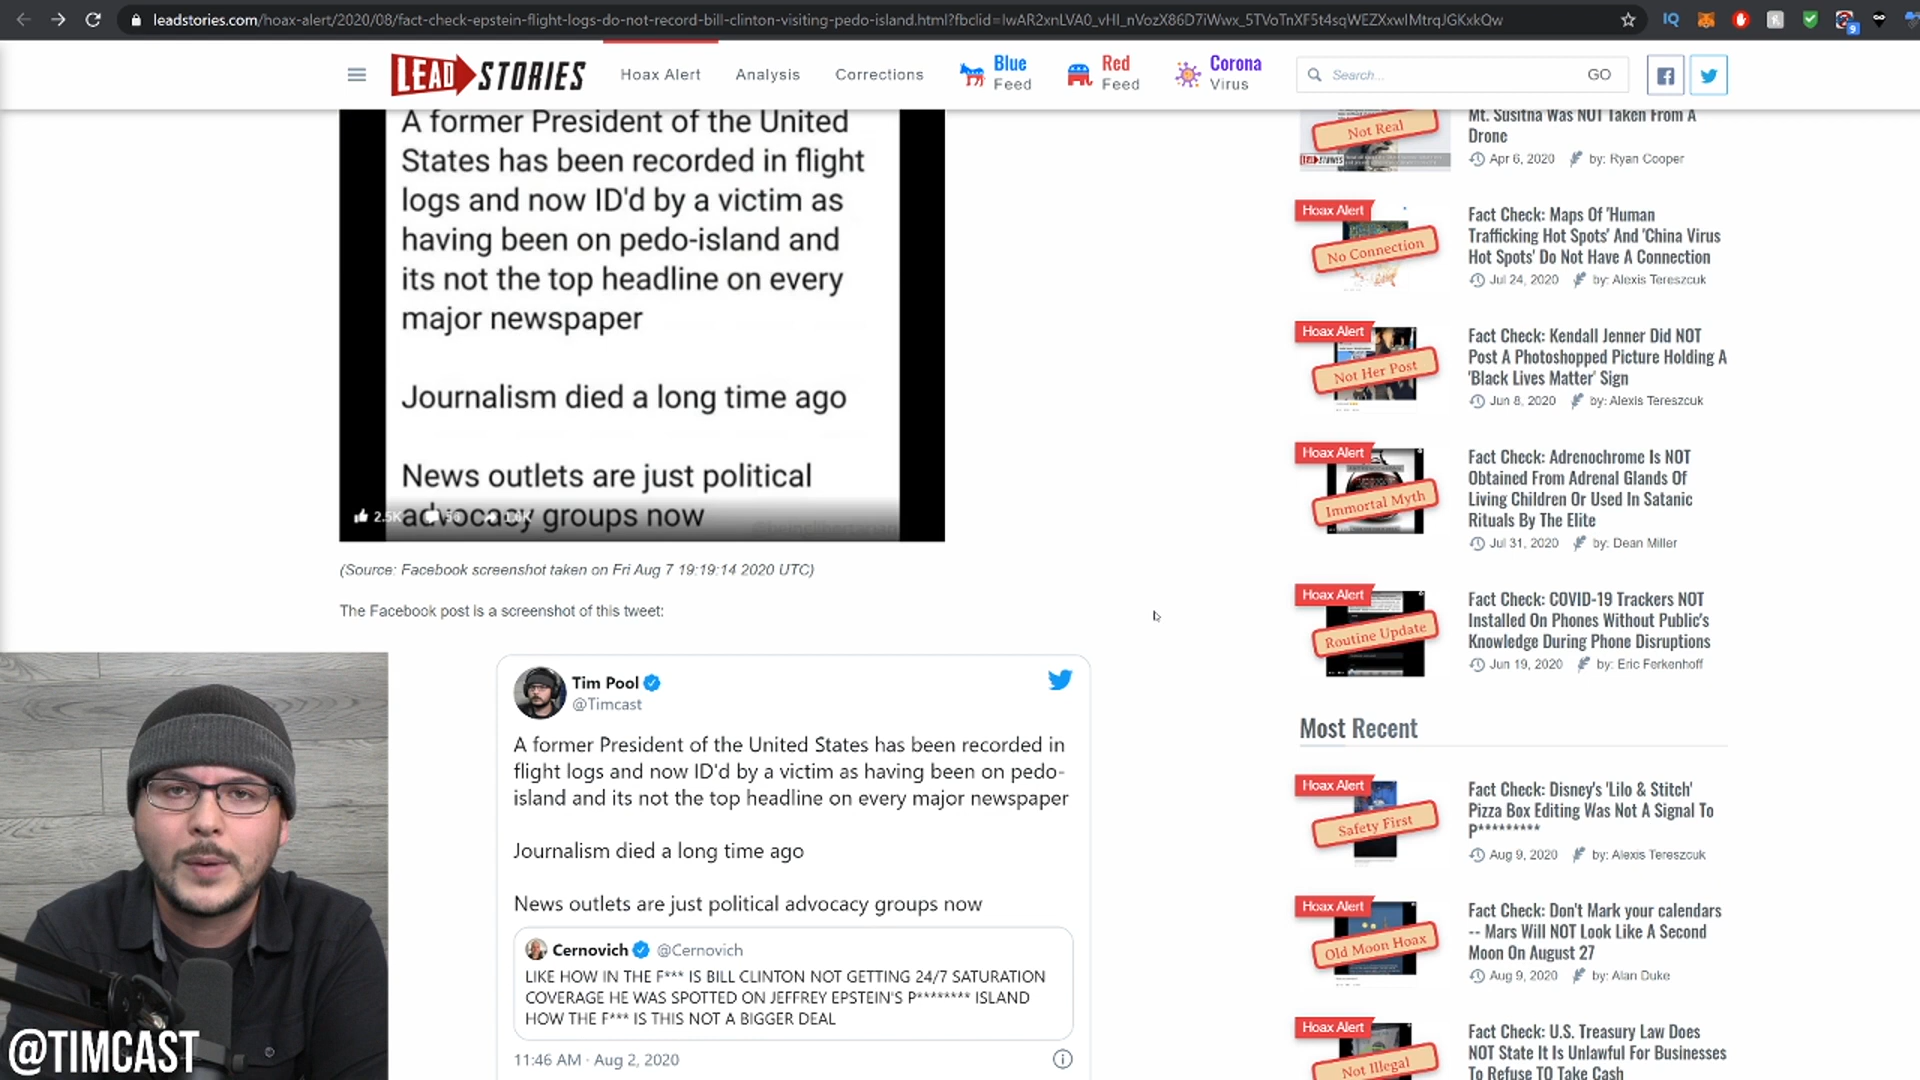 leadstories.com/hoax-alert/2020/08/fact-check-epstein-flight-logs-do-not-record-bill-clinton-visiting-pedo-island.html?fbclid=IwAR2xnLVA0_vHI_nVozX86D7iWwx_5TVoTnXF5t4sqWEZXxwIMtrqJGKxkQw
IQ
9
LEAD STORIES
Hoax Alert
Analysis
Corrections
Blue Feed
Red Feed
Corona Virus
Search...
GO
A former President of the United
States has been recorded in flight
logs and now ID'd by a victim as
having been on pedo-island and
its not the top headline on every
major newspaper
Journalism died a long time ago
News outlets are just political
advocacy groups now
2.5K
1.6K
(Source: Facebook screenshot taken on Fri Aug 7 19:19:14 2020 UTC)
The Facebook post is a screenshot of this tweet:
Tim Pool
@Timcast
A former President of the United States has been recorded in
flight logs and now ID'd by a victim as having been on pedo-
island and its not the top headline on every major newspaper
Journalism died a long time ago
News outlets are just political advocacy groups now
Cernovich @Cernovich
LIKE HOW IN THE F*** IS BILL CLINTON NOT GETTING 24/7 SATURATION
COVERAGE HE WAS SPOTTED ON JEFFREY EPSTEIN'S P******** ISLAND
HOW THE F*** IS THIS NOT A BIGGER DEAL
11:46 AM · Aug 2, 2020
@TIMCAST
Not Real
LEAD STORIES
Mt. Susitna Was NOT Taken From A
Drone
Apr 6, 2020 by: Ryan Cooper
Hoax Alert
No Connection
Fact Check: Maps Of 'Human
Trafficking Hot Spots' And 'China Virus
Hot Spots' Do Not Have A Connection
Jul 24, 2020 by: Alexis Tereszcuk
Hoax Alert
Not Her Post
Fact Check: Kendall Jenner Did NOT
Post A Photoshopped Picture Holding A
'Black Lives Matter' Sign
Jun 8, 2020 by: Alexis Tereszcuk
Hoax Alert
Immortal Myth
Fact Check: Adrenochrome Is NOT
Obtained From Adrenal Glands Of
Living Children Or Used In Satanic
Rituals By The Elite
Jul 31, 2020 by: Dean Miller
Hoax Alert
Routine Update
Fact Check: COVID-19 Trackers NOT
Installed On Phones Without Public's
Knowledge During Phone Disruptions
Jun 19, 2020 by: Eric Ferkenhoff
Most Recent
Hoax Alert
Safety First
Fact Check: Disney's 'Lilo & Stitch'
Pizza Box Editing Was Not A Signal To
P*********
Aug 9, 2020 by: Alexis Tereszcuk
Hoax Alert
Old Moon Hoax
Fact Check: Don't Mark your calendars
-- Mars Will NOT Look Like A Second
Moon On August 27
Aug 9, 2020 by: Alan Duke
Hoax Alert
Not Illegal
Fact Check: U.S. Treasury Law Does
NOT State It Is Unlawful For Businesses
To Refuse TO Take Cash